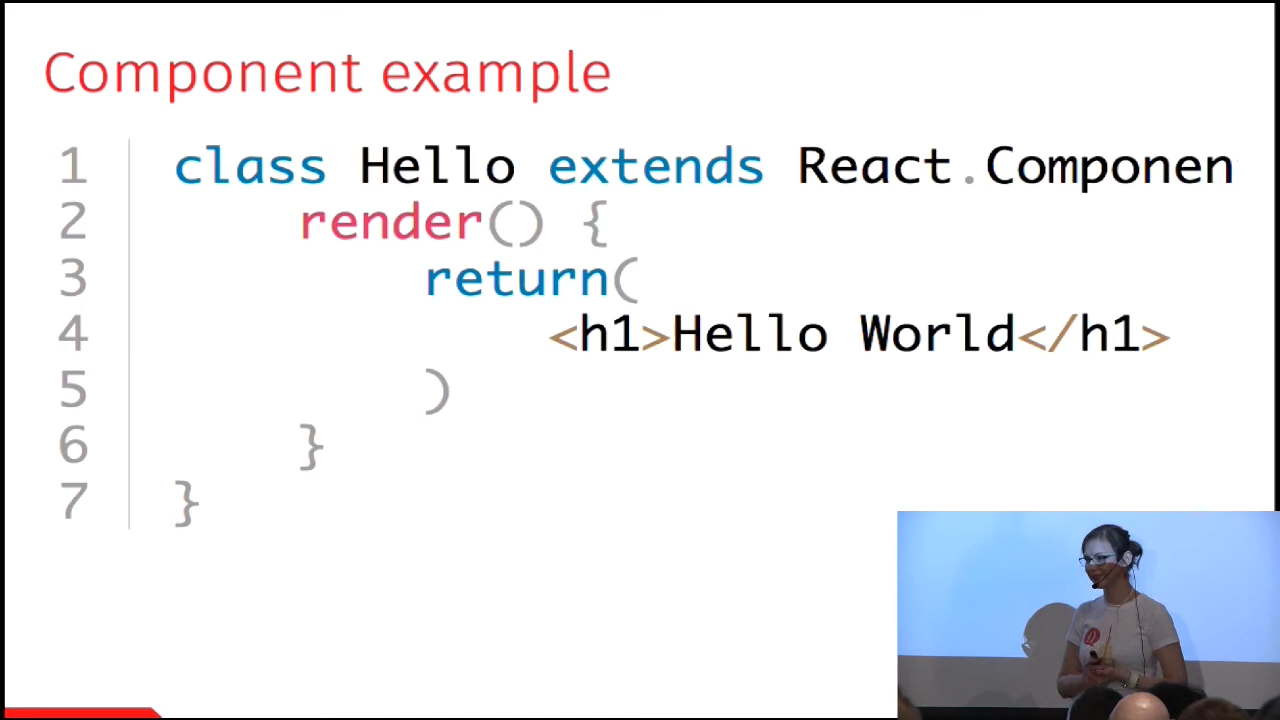 Component example
1 class Hello extends React.Componen
2 render() {
3 return(
4 <h1>Hello World</h1>
5 )
6 }
7 }